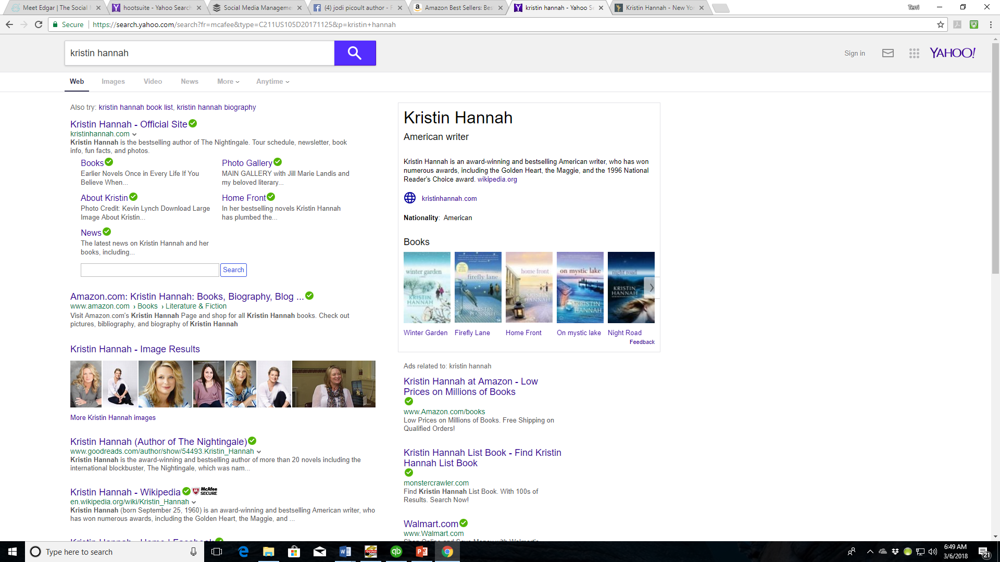 Meet Edgar | The Social M
hootsuite - Yahoo Search
Social Media Manageme
(4) jodi picoult author - F
Amazon Best Sellers: Bes
kristin hannah - Yahoo Se
Kristin Hannah - New Yor
Terri
Secure
https://search.yahoo.com/search?fr=mcafee&type=C211US105D20171125&p=kristin+hannah
kristin hannah
Sign in
YAHOO!
Web
Images
Video
News
More
Anytime
Also try: kristin hannah book list, kristin hannah biography
Kristin Hannah - Official Site
kristinhannah.com
Kristin Hannah is the bestselling author of The Nightingale. Tour schedule, newsletter, book
info, fun facts, and photos.
Books
Earlier Novels Once in Every Life If You
Believe When...
Photo Gallery
MAIN GALLERY with Jill Marie Landis and
my beloved literary...
About Kristin
Photo Credit: Kevin Lynch Download Large
Image About Kristin...
Home Front
In her bestselling novels Kristin Hannah
has plumbed the...
News
The latest news on Kristin Hannah and her
books, including...
Search
Amazon.com: Kristin Hannah: Books, Biography, Blog ...
www.amazon.com › Books › Literature & Fiction
Visit Amazon.com's Kristin Hannah Page and shop for all Kristin Hannah books. Check out
pictures, bibliography, and biography of Kristin Hannah
Kristin Hannah - Image Results
More Kristin Hannah images
Kristin Hannah (Author of The Nightingale)
www.goodreads.com/author/show/54493.Kristin_Hannah
Kristin Hannah is the award-winning and bestselling author of more than 20 novels including the
international blockbuster, The Nightingale, which was nam...
Kristin Hannah - Wikipedia
McAfee
SECURE
en.wikipedia.org/wiki/Kristin_Hannah
Kristin Hannah (born September 25, 1960) is an award-winning and bestselling American writer, who
has won numerous awards, including the Golden Heart, the Maggie, and ...
Kristin Hannah - Home | Facebook
Kristin Hannah
American writer
Kristin Hannah is an award-winning and bestselling American writer, who has won
numerous awards, including the Golden Heart, the Maggie, and the 1996 National
Reader's Choice award. wikipedia.org
kristinhannah.com
Nationality: American
Books
winter garden
KRISTIN
HANNAH
firefly lane
KRISTIN
HANNAH
home front
KRISTIN
HANNAH
on mystic lake
KRISTIN
HANNAH
night road
KRISTIN
HANNAH
Winter Garden
Firefly Lane
Home Front
On mystic lake
Night Road
Feedback
Ads related to: kristin hannah
Kristin Hannah at Amazon - Low
Prices on Millions of Books
www.Amazon.com/books
Low Prices on Millions of Books. Free Shipping on
Qualified Orders!
Kristin Hannah List Book - Find Kristin
Hannah List Book
monstercrawler.com
Find Kristin Hannah List Book. With 100s of
Results. Search Now!
Walmart.com
www.Walmart.com
Shop Online and Save Money with Walmart's
Type here to search
6:49 AM
3/6/2018
21